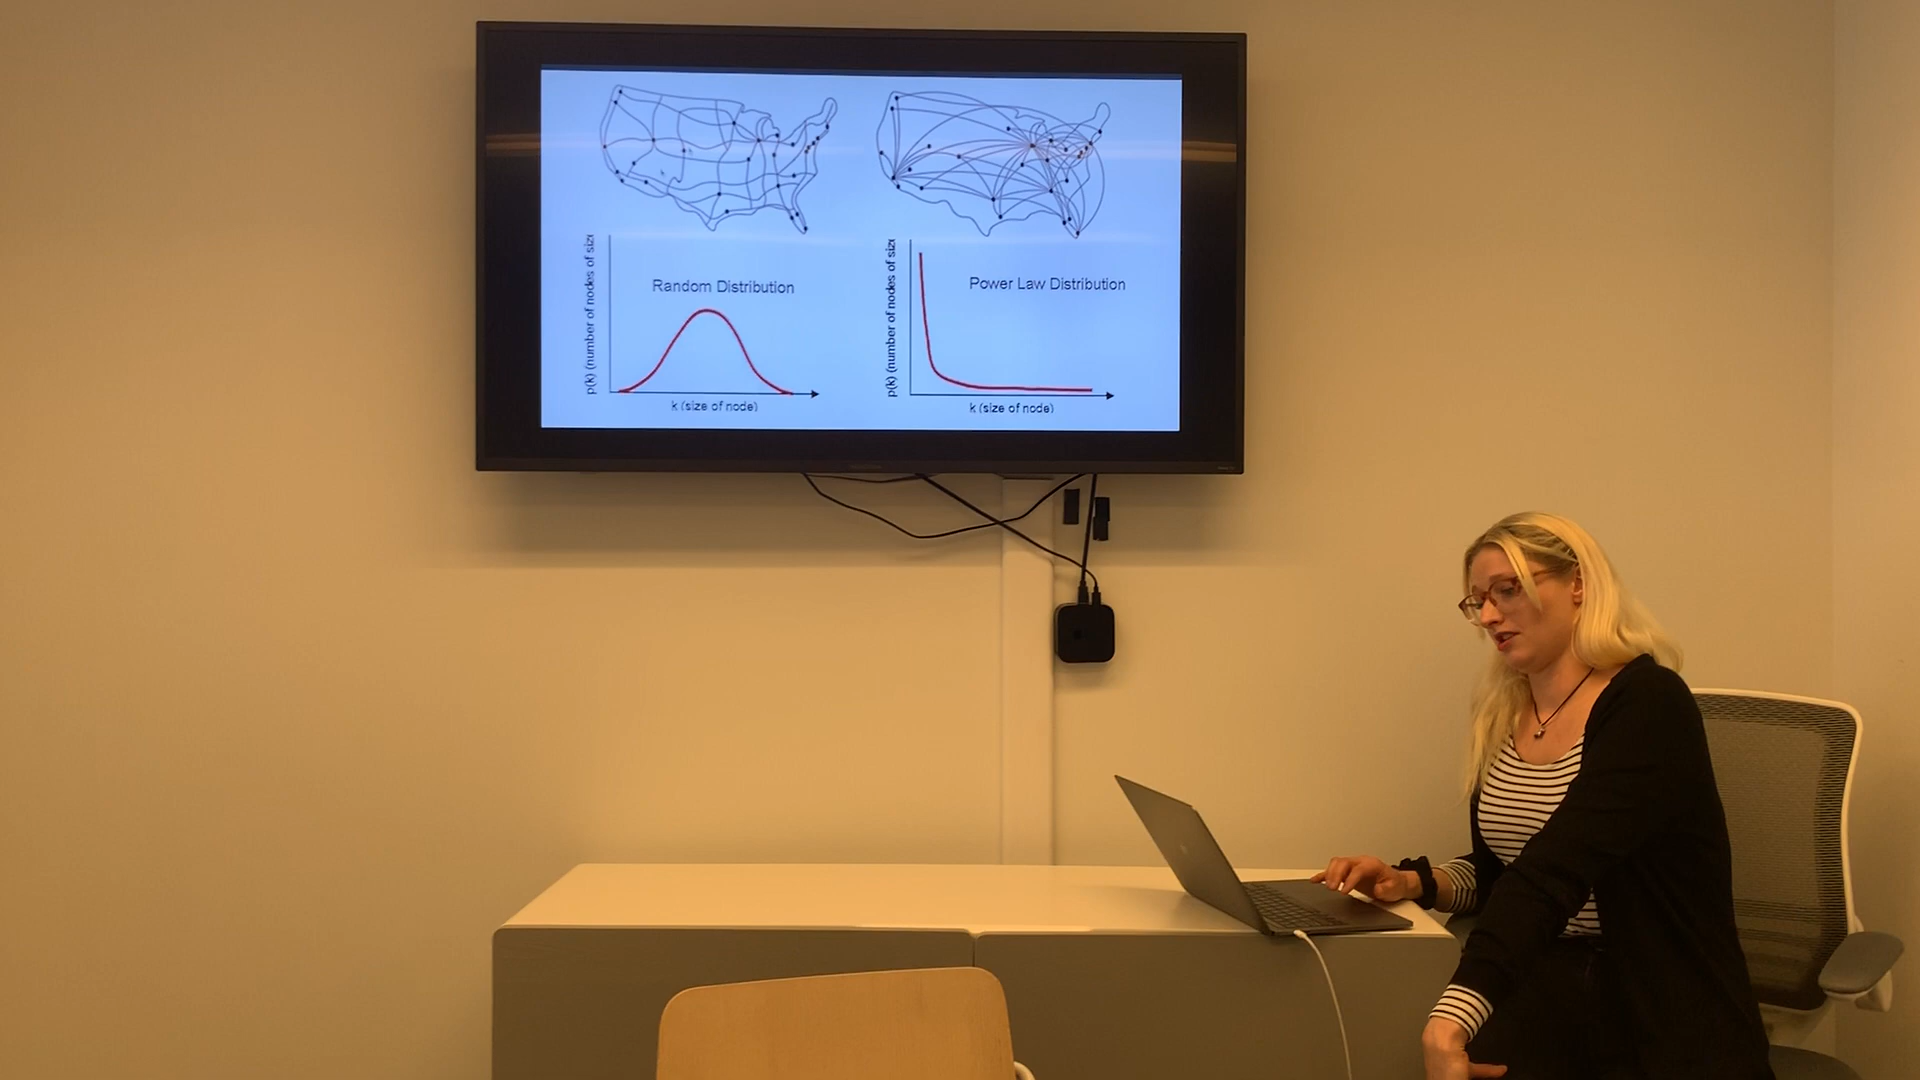 Random Distribution
p(k) (number of nodes of size
k (size of node)
Power Law Distribution
p(k) (number of nodes of size
k (size of node)